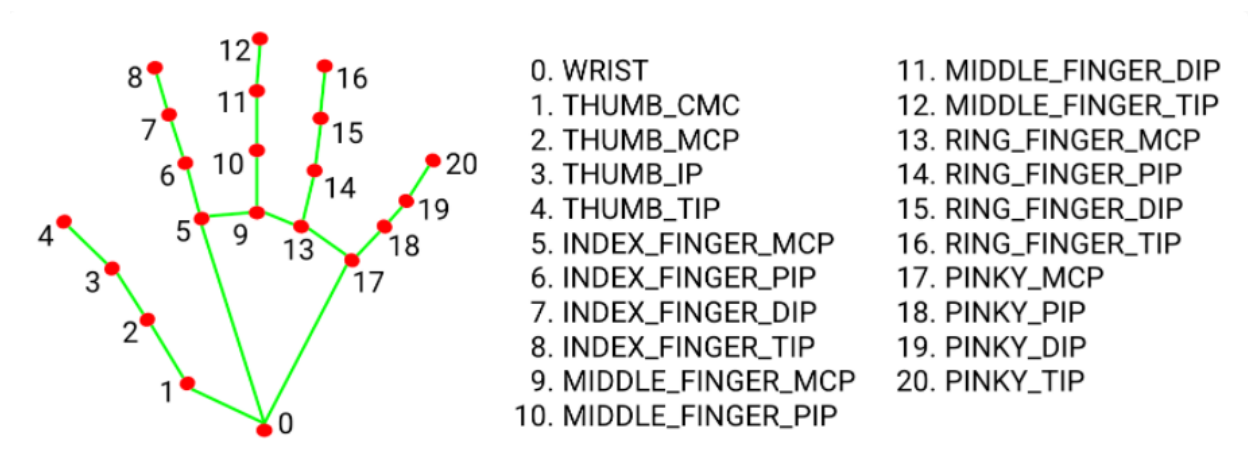 12
8
16
11
7
15
10
6
20
14
19
4
5
9
13
18
3
17
2
1
0
0. WRIST
1. THUMB_CMC
2. THUMB_MCP
3. THUMB_IP
4. THUMB_TIP
5. INDEX_FINGER_MCP
6. INDEX_FINGER_PIP
7. INDEX_FINGER_DIP
8. INDEX_FINGER_TIP
9. MIDDLE_FINGER_MCP
10. MIDDLE_FINGER_PIP
11. MIDDLE_FINGER_DIP
12. MIDDLE_FINGER_TIP
13. RING_FINGER_MCP
14. RING_FINGER_PIP
15. RING_FINGER_DIP
16. RING_FINGER_TIP
17. PINKY_MCP
18. PINKY_PIP
19. PINKY_DIP
20. PINKY_TIP